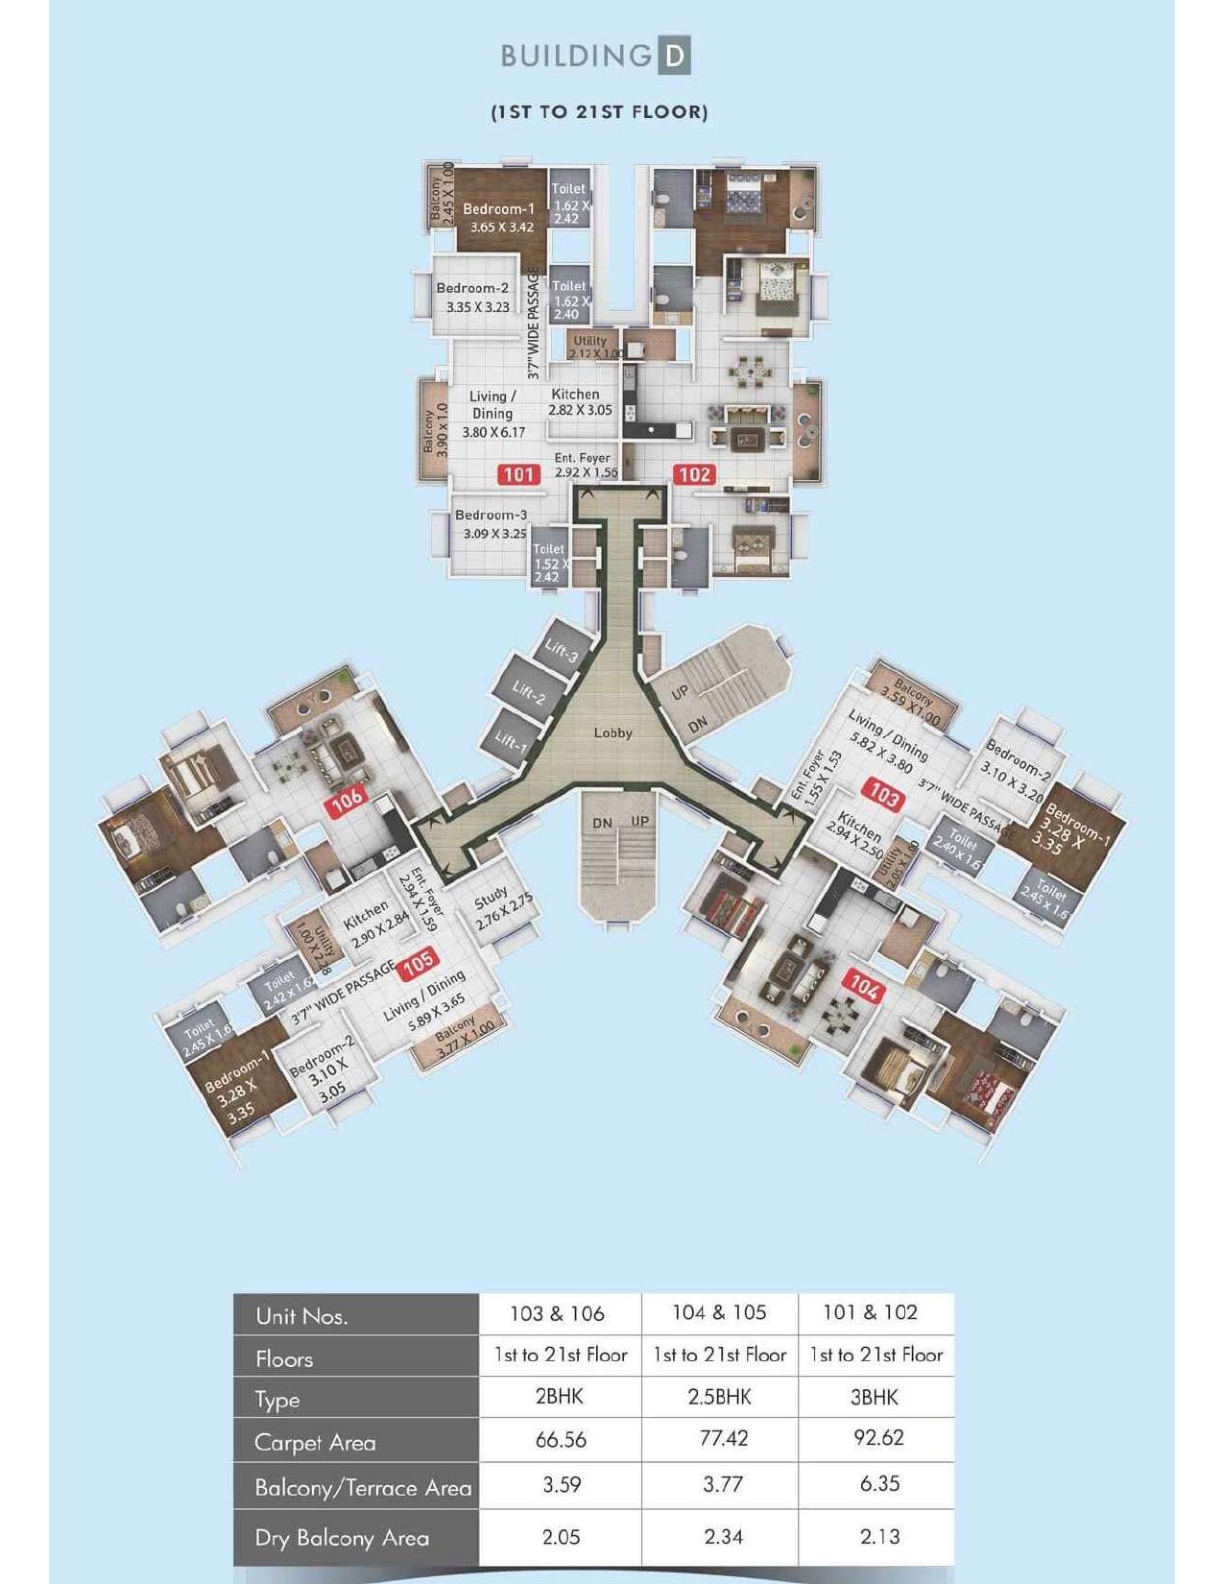 BUILDING D
(1ST TO 21ST FLOOR)
Balcony
2.45 X 1.00
Bedroom-1
3.65 X 3.42
Toilet
1.62 X
2.42
Bedroom-2
3.35 X 3.23
3'7" WIDE PASSAGE
Toilet
1.62 X
2.40
Utility
2.12 X 1.00
Living /
Dining
3.80 X 6.17
Kitchen
2.82 X 3.05
Balcony
3.90 X 1.0
Ent. Foyer
2.92 X 1.56
101
102
Bedroom-3
3.09 X 3.25
Toilet
1.52 X
2.42
Lift-3
Lift-2
Lift-1
Lobby
UP
DN
DN UP
Balcony
3.59 X 1.00
Living / Dining
5.82 X 3.80
Ent. Foyer
1.55 X 1.53
103
Bedroom-2
3.10 X 3.20
3'7" WIDE PASSAGE
Bedroom-1
3.28 X
3.35
Kitchen
2.94 X 2.50
Utility
2.05 X 1.00
Toilet
2.40 X 1.6
Toilet
2.45 X 1.6
104
106
Ent. Foyer
2.94 X 1.59
Study
2.76 X 2.75
Kitchen
2.90 X 2.84
Utility
1.00 X 2.28
105
Toilet
2.42 X 1.62
3'7" WIDE PASSAGE
Living / Dining
5.89 X 3.65
Balcony
3.77 X 1.00
Toilet
2.45 X 1.6
Bedroom-1
3.28 X
3.35
Bedroom-2
3.10 X
3.05
Unit Nos. 103 & 106 104 & 105 101 & 102
Floors 1st to 21st Floor 1st to 21st Floor 1st to 21st Floor
Type 2BHK 2.5BHK 3BHK
Carpet Area 66.56 77.42 92.62
Balcony/Terrace Area 3.59 3.77 6.35
Dry Balcony Area 2.05 2.34 2.13